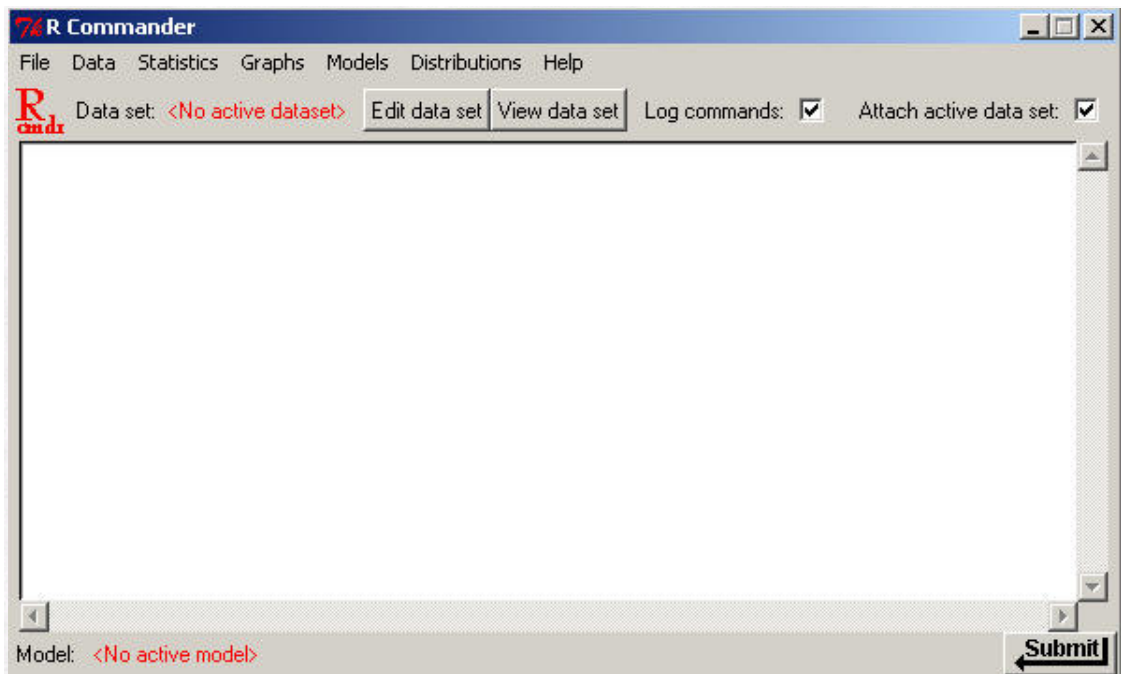 R Commander
File Data Statistics Graphs Models Distributions Help
R cmdr Data set: <No active dataset> Edit data set View data set Log commands: Attach active data set:
Model: <No active model> Submit